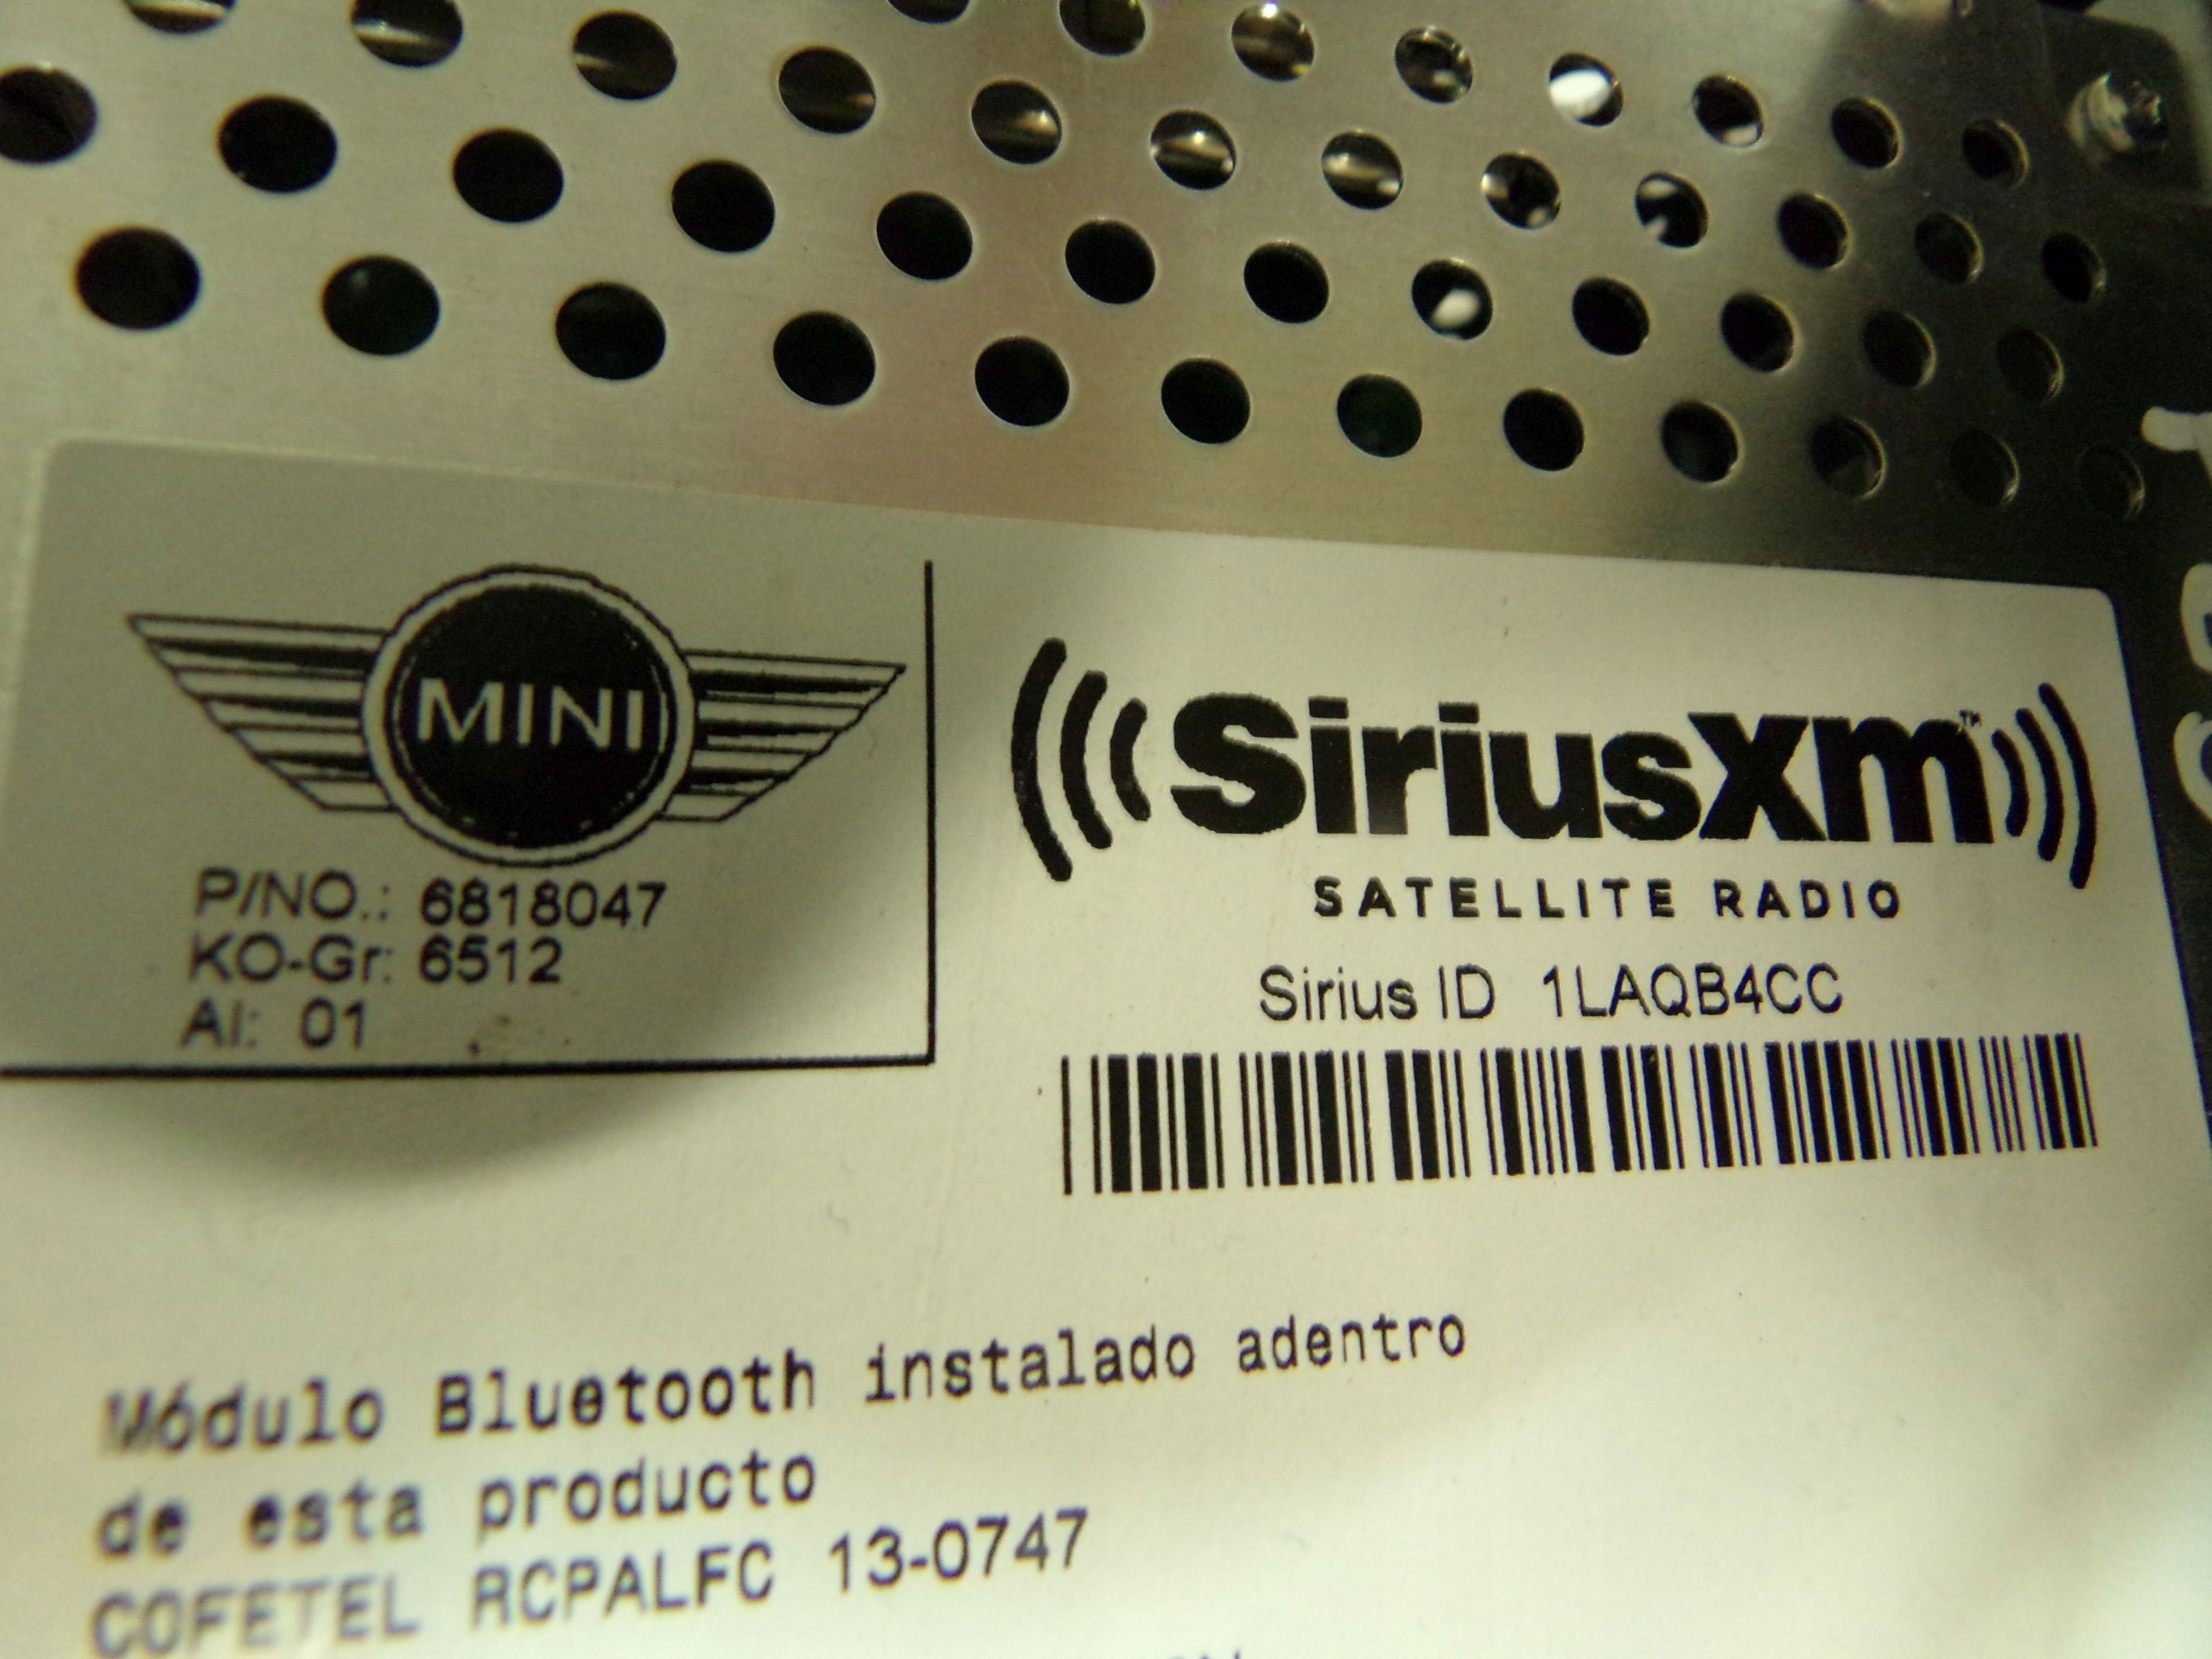 MINI
P/NO.: 6818047
KO-Gr: 6512
AI: 01
SiriusXm™
SATELLITE RADIO
Sirius ID 1LAQB4CC
Módulo Bluetooth instalado adentro
de esta producto
COFETEL RCPALFC 13-0747